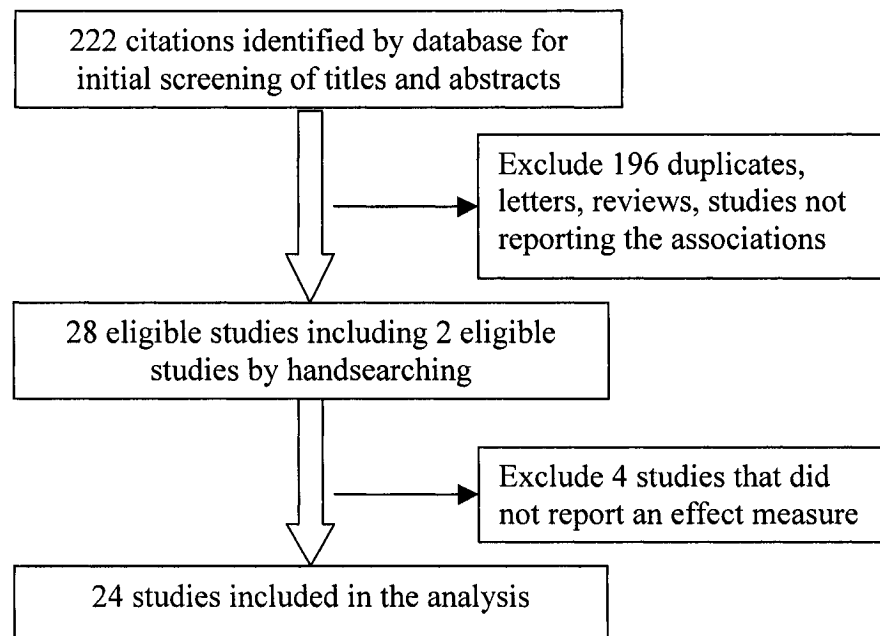 222 citations identified by database for
initial screening of titles and abstracts
Exclude 196 duplicates,
letters, reviews, studies not
reporting the associations
28 eligible studies including 2 eligible
studies by handsearching
Exclude 4 studies that did
not report an effect measure
24 studies included in the analysis